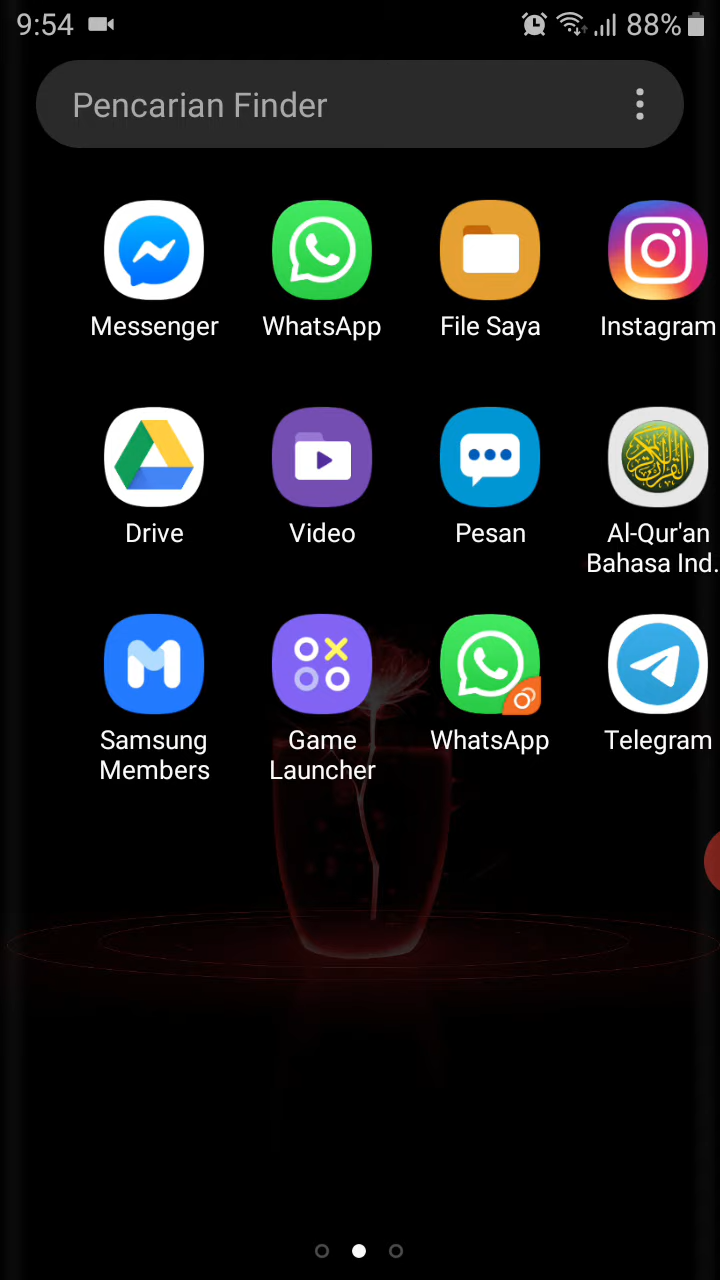 9:54
88%
Pencarian Finder
Messenger
WhatsApp
File Saya
Instagram
Drive
Video
Pesan
Al-Qur'an
Bahasa Ind.
Samsung
Members
Game
Launcher
WhatsApp
Telegram